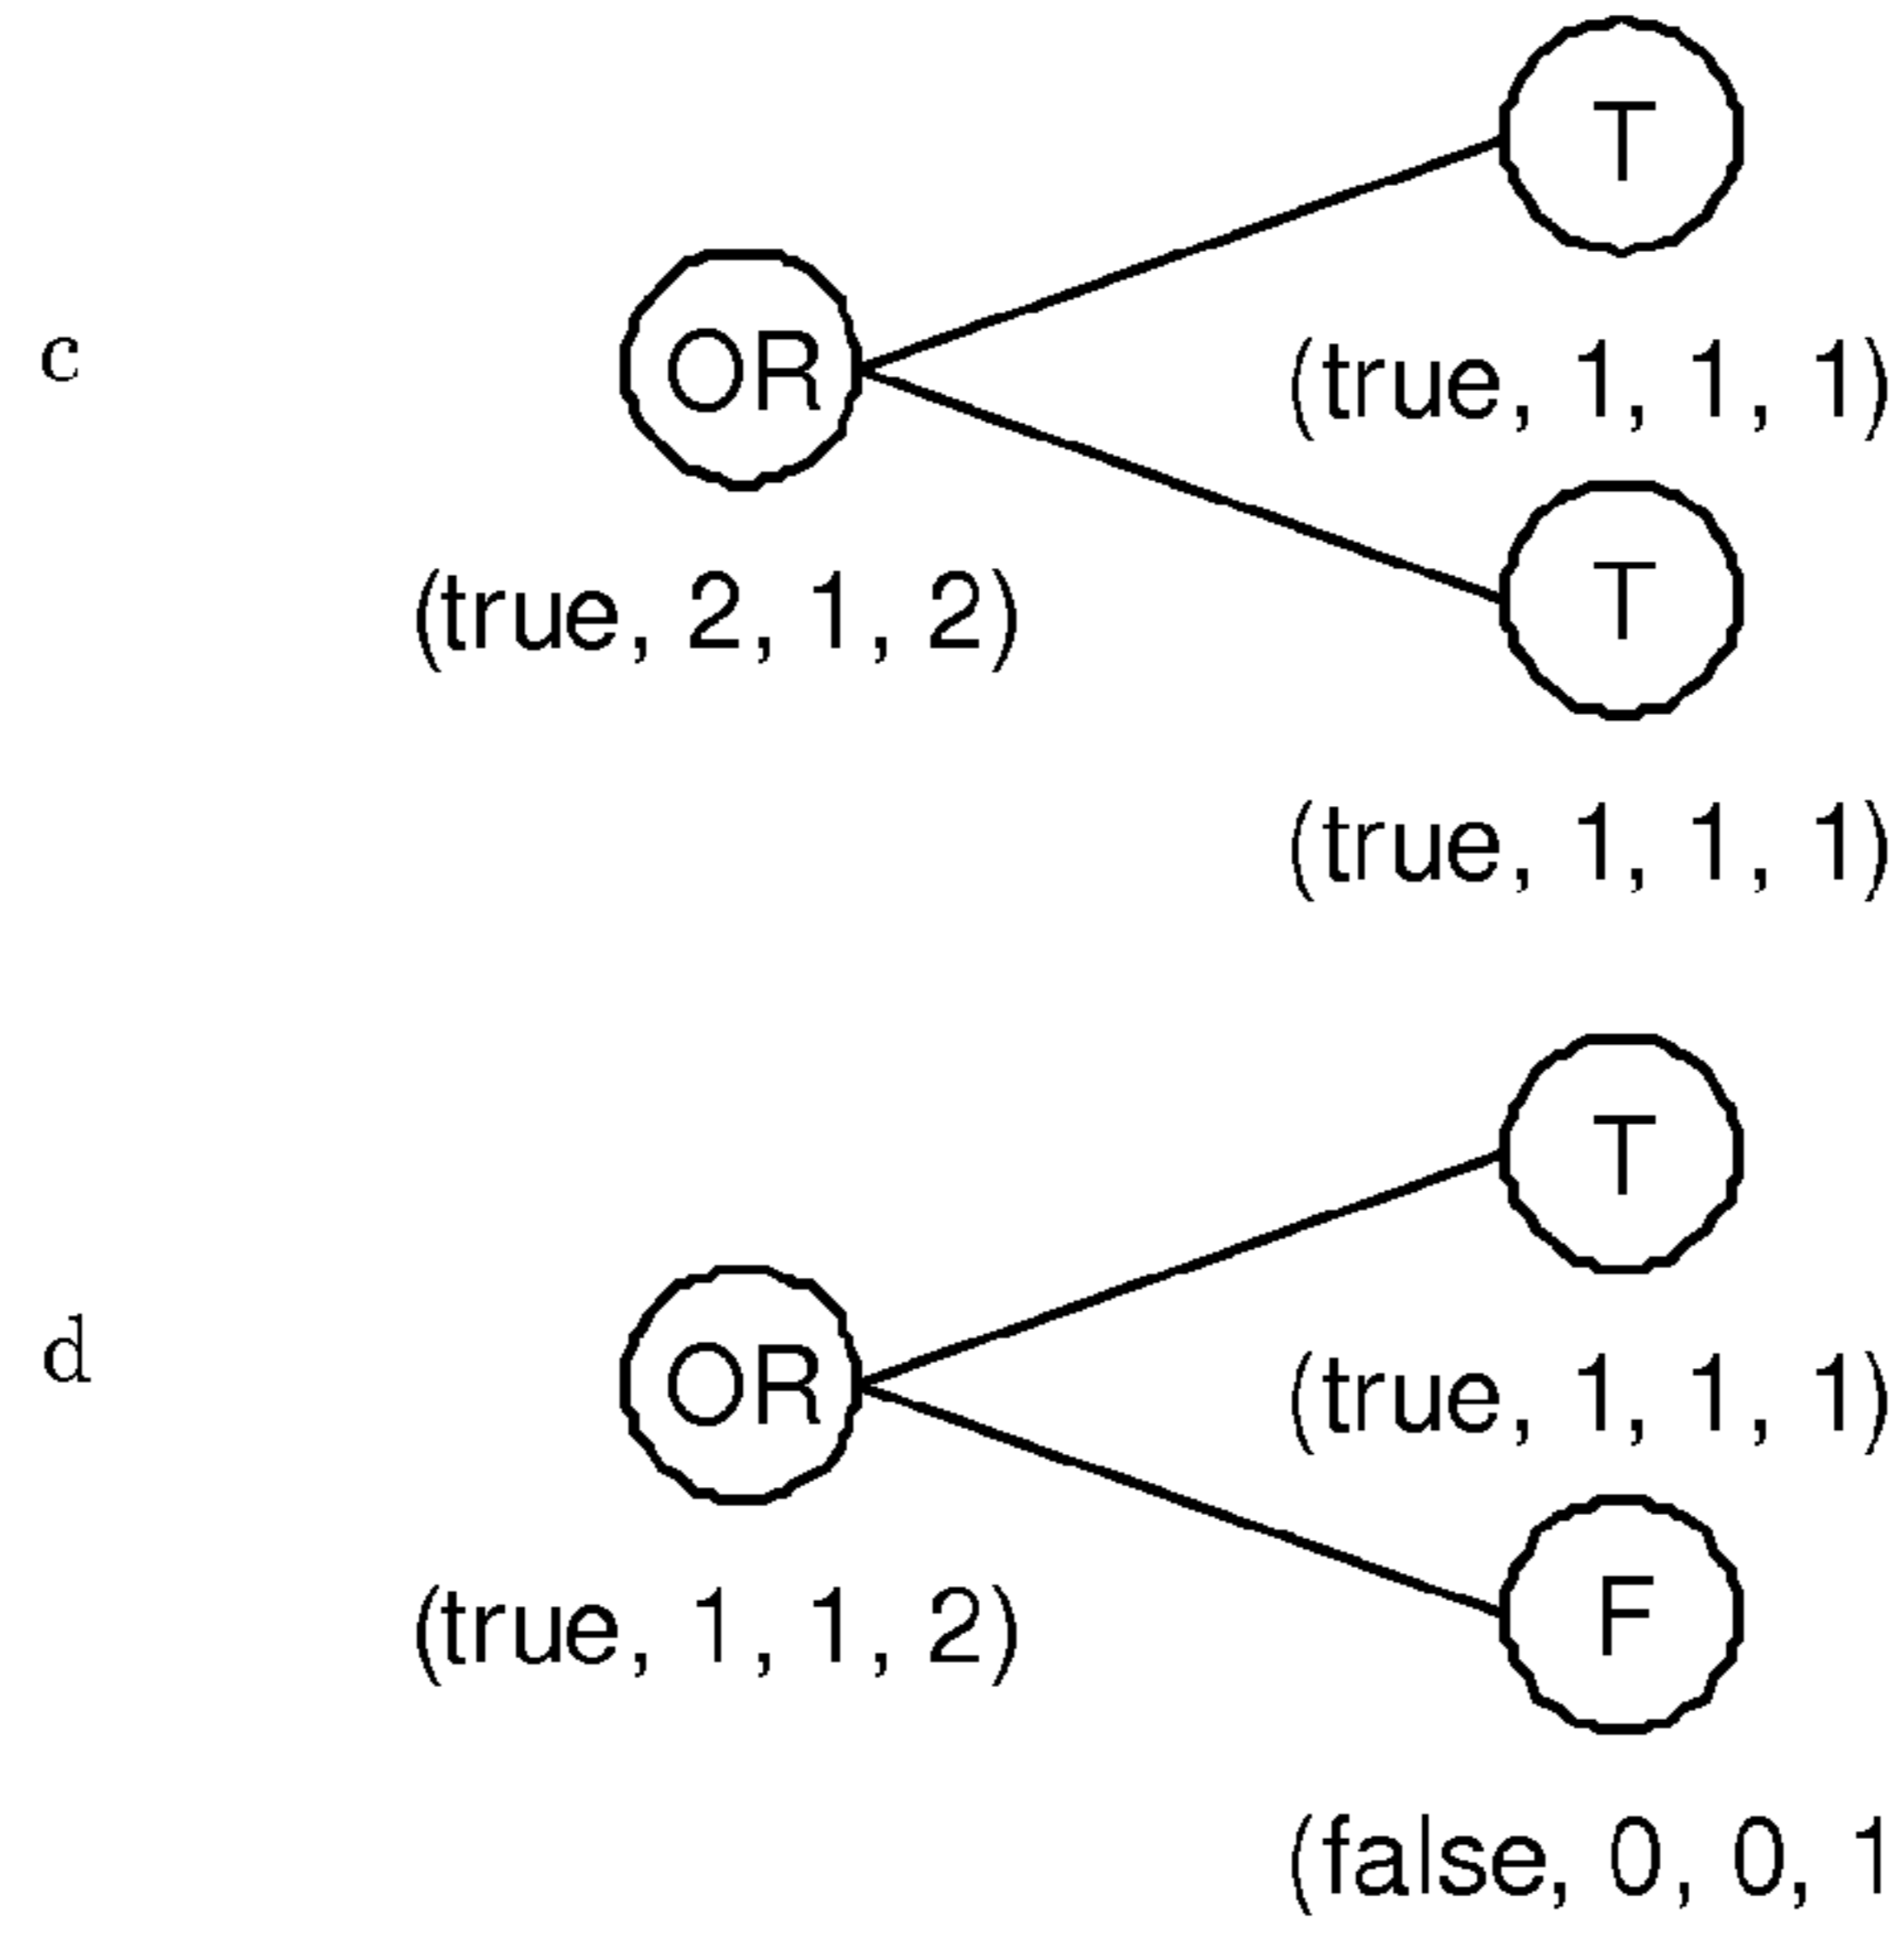 T
c
OR
(true, 1, 1, 1)
(true, 2, 1, 2)
T
(true, 1, 1, 1)
T
d
OR
(true, 1, 1, 1)
(true, 1, 1, 2)
F
(false, 0, 0, 1